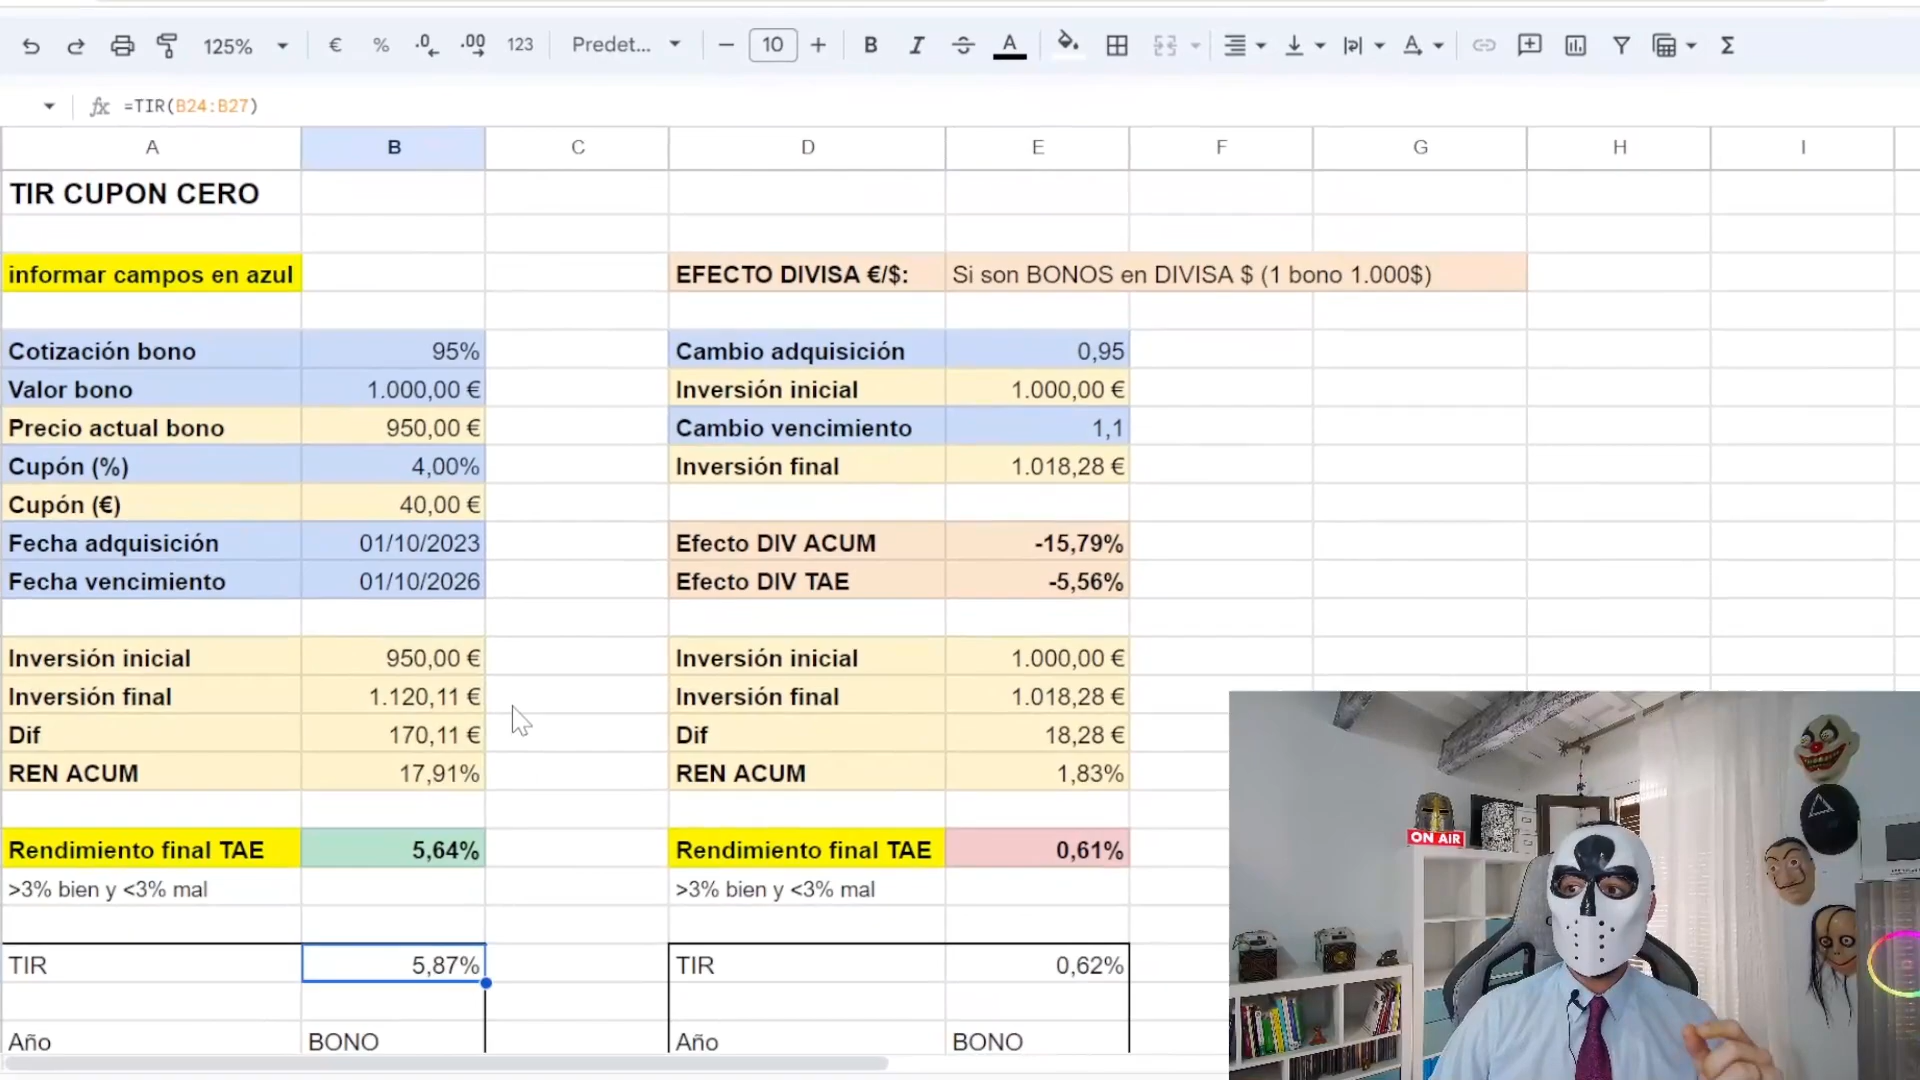 125%
€
%
.0
.00
123
Predet...
10
B
I
A
Σ
fx =TIR(B24:B27)
A B C D E F G H I
TIR CUPON CERO
informar campos en azul
EFECTO DIVISA €/$: Si son BONOS en DIVISA $ (1 bono 1.000$)
Cotización bono 95% Cambio adquisición 0,95
Valor bono 1.000,00 € Inversión inicial 1.000,00 €
Precio actual bono 950,00 € Cambio vencimiento 1,1
Cupón (%) 4,00% Inversión final 1.018,28 €
Cupón (€) 40,00 €
Fecha adquisición 01/10/2023 Efecto DIV ACUM -15,79%
Fecha vencimiento 01/10/2026 Efecto DIV TAE -5,56%
Inversión inicial 950,00 € Inversión inicial 1.000,00 €
Inversión final 1.120,11 € Inversión final 1.018,28 €
Dif 170,11 € Dif 18,28 €
REN ACUM 17,91% REN ACUM 1,83%
Rendimiento final TAE 5,64% Rendimiento final TAE 0,61%
>3% bien y <3% mal >3% bien y <3% mal
TIR 5,87% TIR 0,62%
Año BONO Año BONO
ON AIR